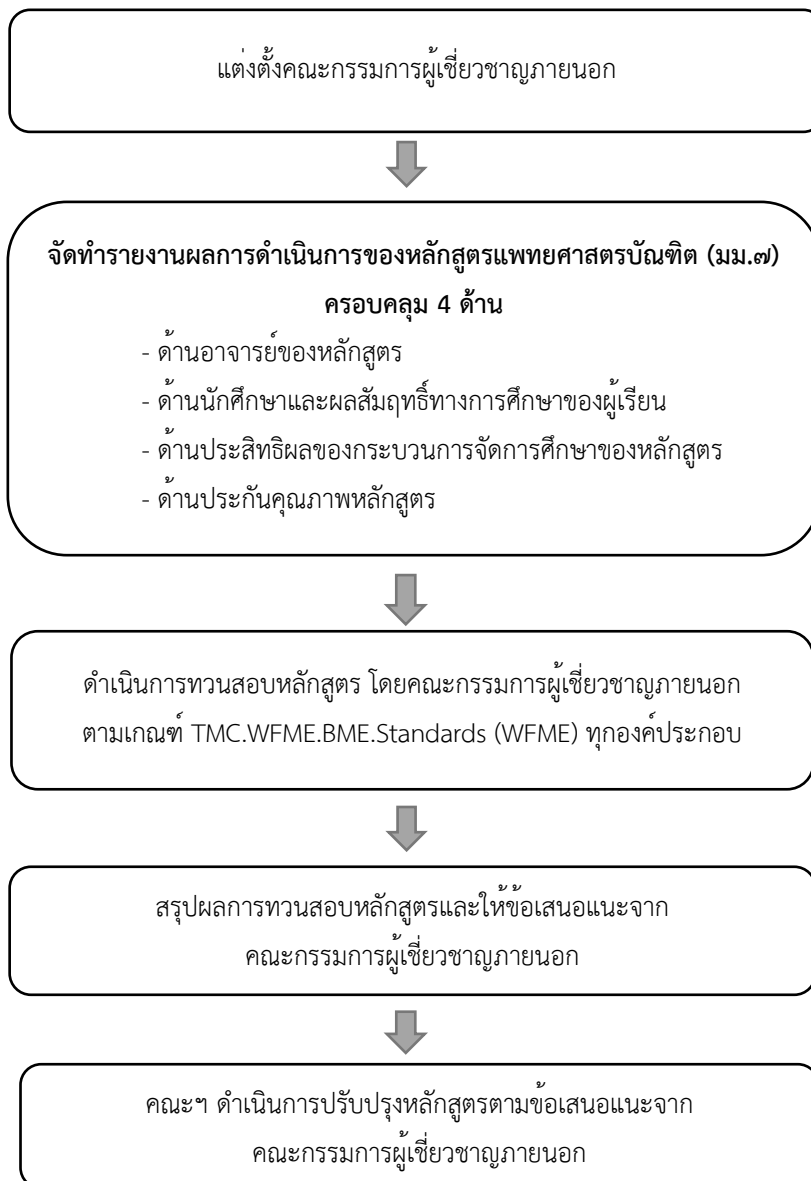 แต่งตั้งคณะกรรมการผู้เชี่ยวชาญภายนอก
จัดทำรายงานผลการดำเนินการของหลักสูตรแพทยศาสตรบัณฑิต (มม.๗)
ครอบคลุม 4 ด้าน
- ด้านอาจารย์ของหลักสูตร
- ด้านนักศึกษาและผลสัมฤทธิ์ทางการศึกษาของผู้เรียน
- ด้านประสิทธิผลของกระบวนการจัดการศึกษาของหลักสูตร
- ด้านประกันคุณภาพหลักสูตร
ดำเนินการทวนสอบหลักสูตร โดยคณะกรรมการผู้เชี่ยวชาญภายนอก
ตามเกณฑ์ TMC.WFME.BME.Standards (WFME) ทุกองค์ประกอบ
สรุปผลการทวนสอบหลักสูตรและให้ข้อเสนอแนะจาก
คณะกรรมการผู้เชี่ยวชาญภายนอก
คณะฯ ดำเนินการปรับปรุงหลักสูตรตามข้อเสนอแนะจาก
คณะกรรมการผู้เชี่ยวชาญภายนอก